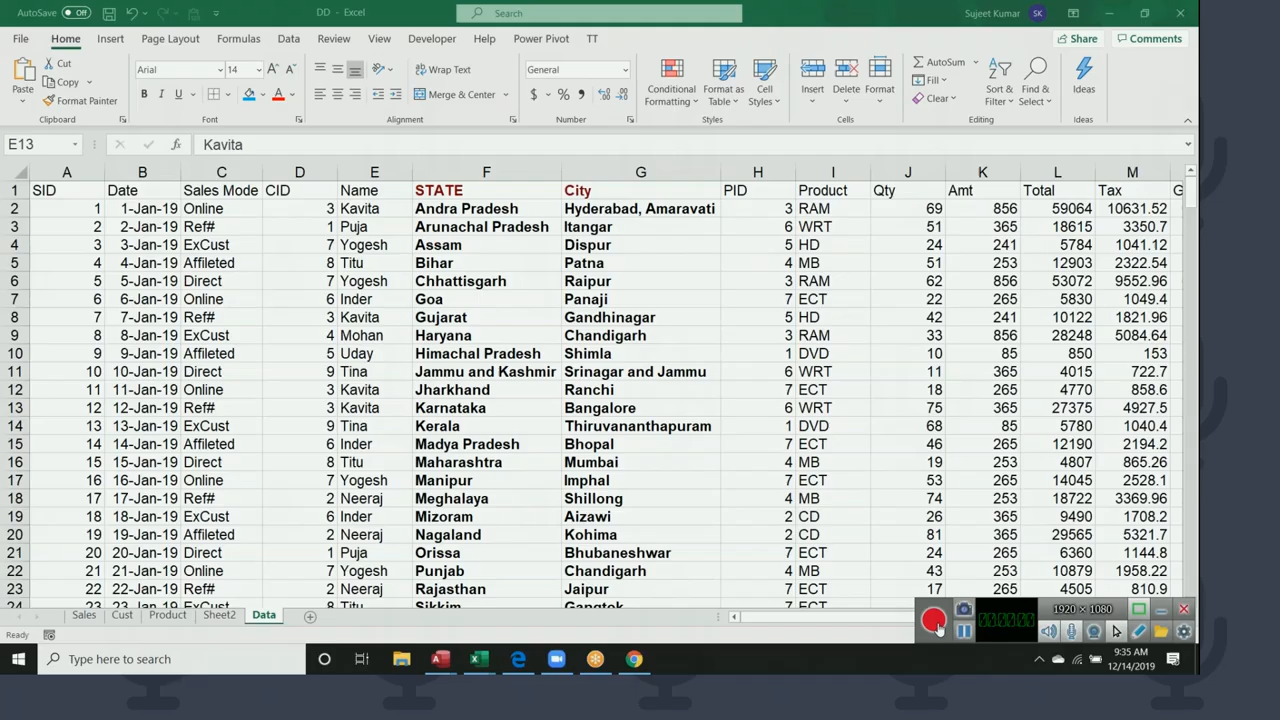 AutoSave Off DD - Excel Search Sujeet Kumar SK
File Home Insert Page Layout Formulas Data Review View Developer Help Power Pivot TT Share Comments
Paste Cut Copy Format Painter Clipboard
Arial 14 A A B I U A Font
Wrap Text Merge & Center Alignment
General $ % Number
Conditional Formatting Format as Table Cell Styles Styles
Insert Delete Format Cells
AutoSum Fill Clear Sort & Filter Find & Select Editing
Ideas Ideas
E13 fx Kavita
A B C D E F G H I J K L M
1 SID Date Sales Mode CID Name STATE City PID Product Qty Amt Total Tax G
2 1 1-Jan-19 Online 3 Kavita Andra Pradesh Hyderabad, Amaravati 3 RAM 69 856 59064 10631.52
3 2 2-Jan-19 Ref# 1 Puja Arunachal Pradesh Itangar 6 WRT 51 365 18615 3350.7
4 3 3-Jan-19 ExCust 7 Yogesh Assam Dispur 5 HD 24 241 5784 1041.12
5 4 4-Jan-19 Affileted 8 Titu Bihar Patna 4 MB 51 253 12903 2322.54
6 5 5-Jan-19 Direct 7 Yogesh Chhattisgarh Raipur 3 RAM 62 856 53072 9552.96
7 6 6-Jan-19 Online 6 Inder Goa Panaji 7 ECT 22 265 5830 1049.4
8 7 7-Jan-19 Ref# 3 Kavita Gujarat Gandhinagar 5 HD 42 241 10122 1821.96
9 8 8-Jan-19 ExCust 4 Mohan Haryana Chandigarh 3 RAM 33 856 28248 5084.64
10 9 9-Jan-19 Affileted 5 Uday Himachal Pradesh Shimla 1 DVD 10 85 850 153
11 10 10-Jan-19 Direct 9 Tina Jammu and Kashmir Srinagar and Jammu 6 WRT 11 365 4015 722.7
12 11 11-Jan-19 Online 3 Kavita Jharkhand Ranchi 7 ECT 18 265 4770 858.6
13 12 12-Jan-19 Ref# 3 Kavita Karnataka Bangalore 6 WRT 75 365 27375 4927.5
14 13 13-Jan-19 ExCust 9 Tina Kerala Thiruvananthapuram 1 DVD 68 85 5780 1040.4
15 14 14-Jan-19 Affileted 6 Inder Madya Pradesh Bhopal 7 ECT 46 265 12190 2194.2
16 15 15-Jan-19 Direct 8 Titu Maharashtra Mumbai 4 MB 19 253 4807 865.26
17 16 16-Jan-19 Online 7 Yogesh Manipur Imphal 7 ECT 53 265 14045 2528.1
18 17 17-Jan-19 Ref# 2 Neeraj Meghalaya Shillong 4 MB 74 253 18722 3369.96
19 18 18-Jan-19 ExCust 6 Inder Mizoram Aizawi 2 CD 26 365 9490 1708.2
20 19 19-Jan-19 Affileted 2 Neeraj Nagaland Kohima 2 CD 81 365 29565 5321.7
21 20 20-Jan-19 Direct 1 Puja Orissa Bhubaneshwar 7 ECT 24 265 6360 1144.8
22 21 21-Jan-19 Online 7 Yogesh Punjab Chandigarh 4 MB 43 253 10879 1958.22
23 22 22-Jan-19 Ref# 2 Neeraj Rajasthan Jaipur 7 ECT 17 265 4505 810.9
24 23 23-Jan-19 ExCust 8 Titu Sikkim Gangtok 7 ECT
Sales Cust Product Sheet2 Data
1920 × 1080
Ready
Type here to search 9:35 AM
12/14/2019